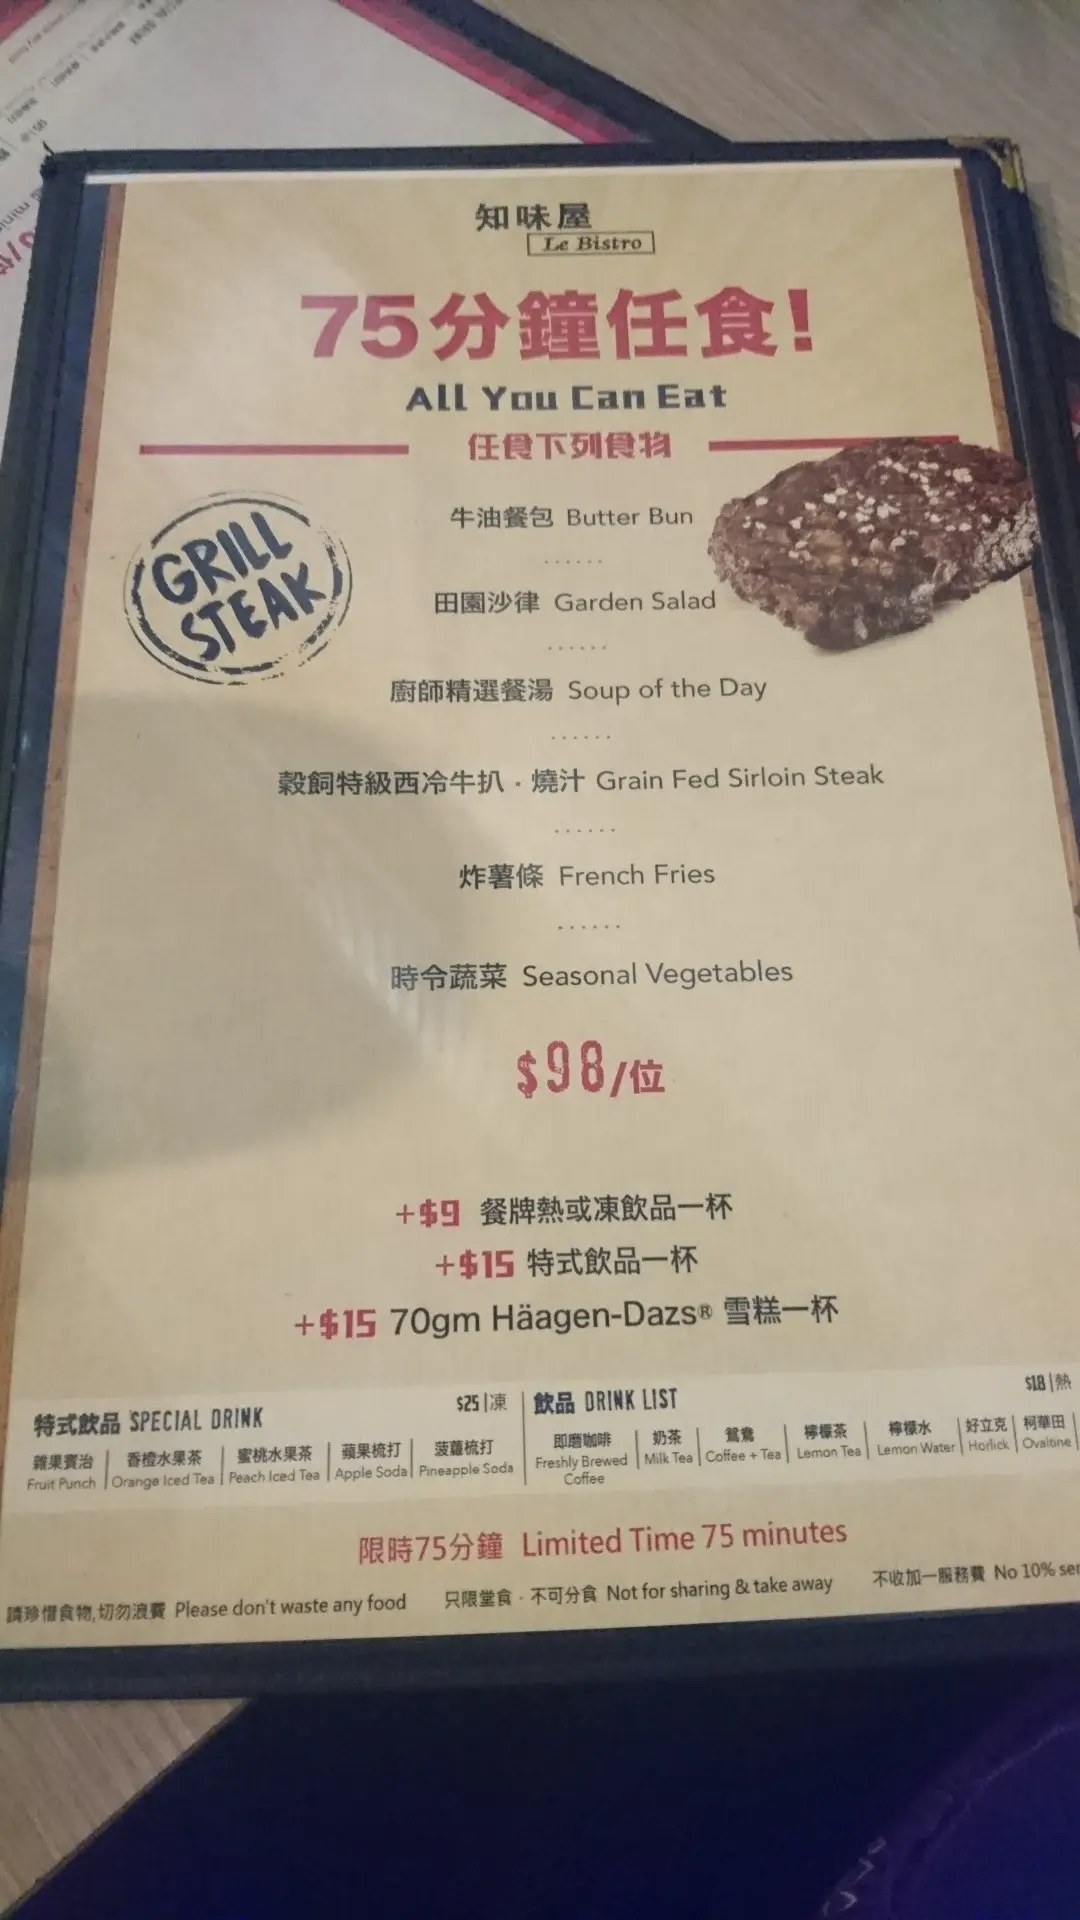 知味屋
Le Bistro
75分鐘任食!
All You Can Eat
任食下列食物
GRILL
STEAK
牛油餐包 Butter Bun
田園沙律 Garden Salad
廚師精選餐湯 Soup of the Day
穀飼特級西冷牛扒 · 燒汁 Grain Fed Sirloin Steak
炸薯條 French Fries
時令蔬菜 Seasonal Vegetables
$98/位
+$9 餐牌熱或凍飲品一杯
+$15 特式飲品一杯
+$15 70gm Häagen-Dazs® 雪糕一杯
特式飲品 SPECIAL DRINK $25|凍
雜果賓治 香橙水果茶 蜜桃水果茶 蘋果梳打 菠蘿梳打
Fruit Punch Orange Iced Tea Peach Iced Tea Apple Soda Pineapple Soda
飲品 DRINK LIST $18|熱
即磨咖啡 奶茶 鴛鴦 檸檬茶 檸檬水 好立克 柯華田
Freshly Brewed Coffee Milk Tea Coffee + Tea Lemon Tea Lemon Water Horlick Ovaltine
限時75分鐘 Limited Time 75 minutes
請珍惜食物,切勿浪費 Please don't waste any food 只限堂食 · 不可分食 Not for sharing & take away 不收加一服務費 No 10%